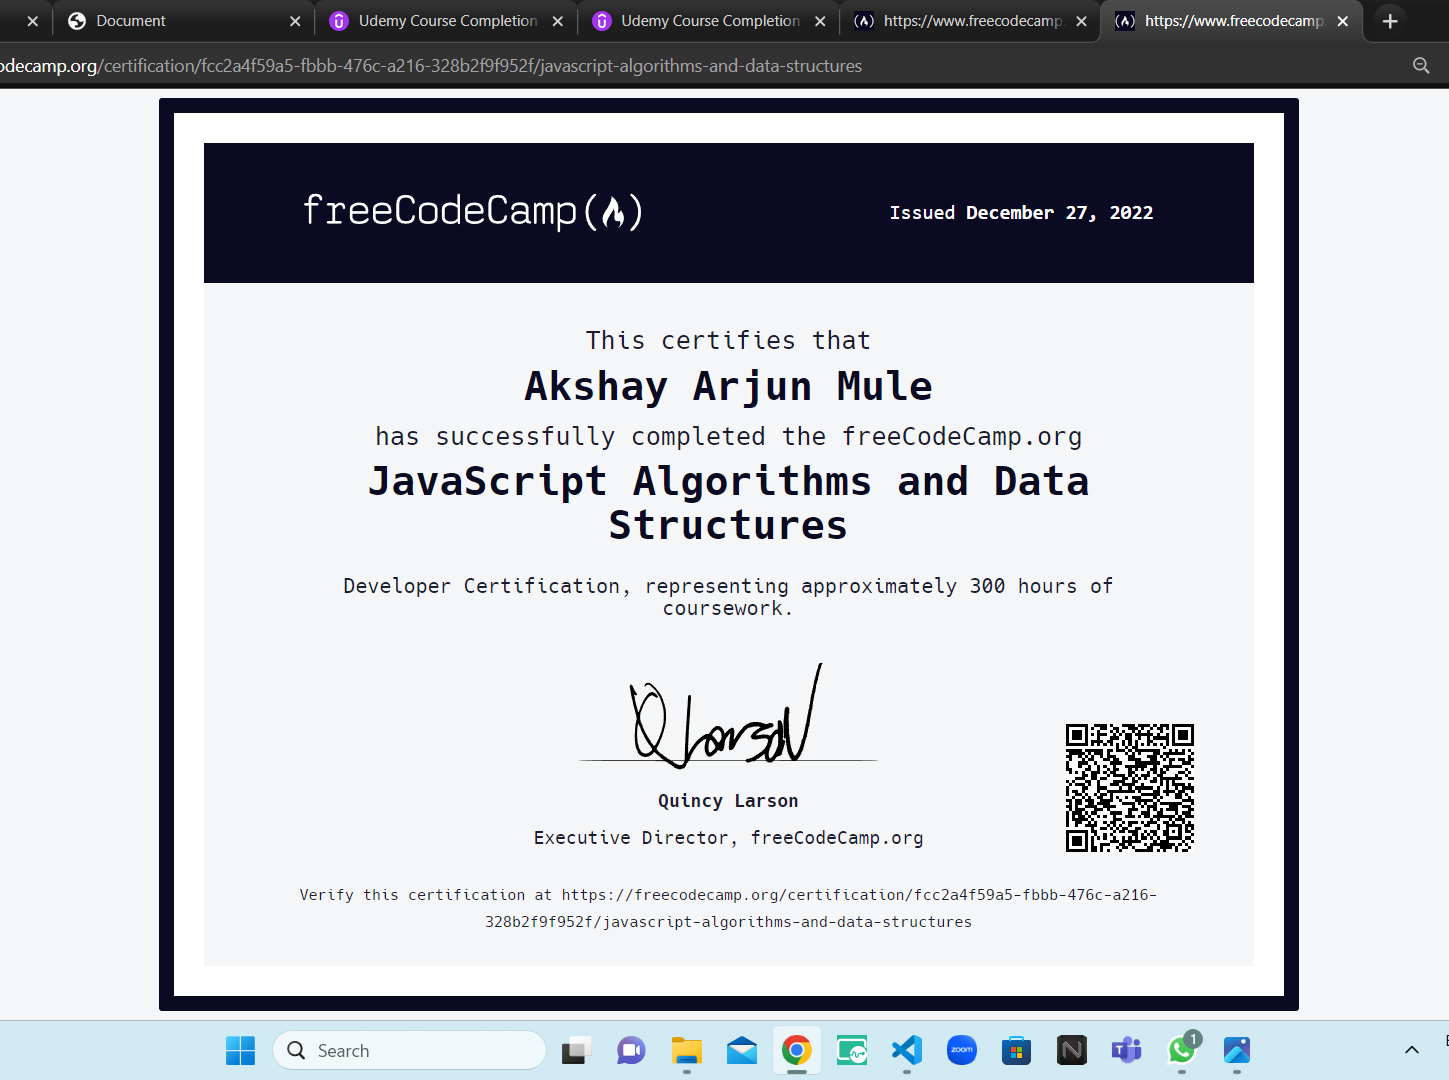 Document
Udemy Course Completion
Udemy Course Completion
https://www.freecodecamp.
https://www.freecodecamp.
decamp.org/certification/fcc2a4f59a5-fbbb-476c-a216-328b2f9f952f/javascript-algorithms-and-data-structures
freeCodeCamp
Issued December 27, 2022
This certifies that
Akshay Arjun Mule
has successfully completed the freeCodeCamp.org
JavaScript Algorithms and Data
Structures
Developer Certification, representing approximately 300 hours of
coursework.
Q Larson
Quincy Larson
Executive Director, freeCodeCamp.org
Verify this certification at https://freecodecamp.org/certification/fcc2a4f59a5-fbbb-476c-a216-
328b2f9f952f/javascript-algorithms-and-data-structures
Search
zoom
N
T
1